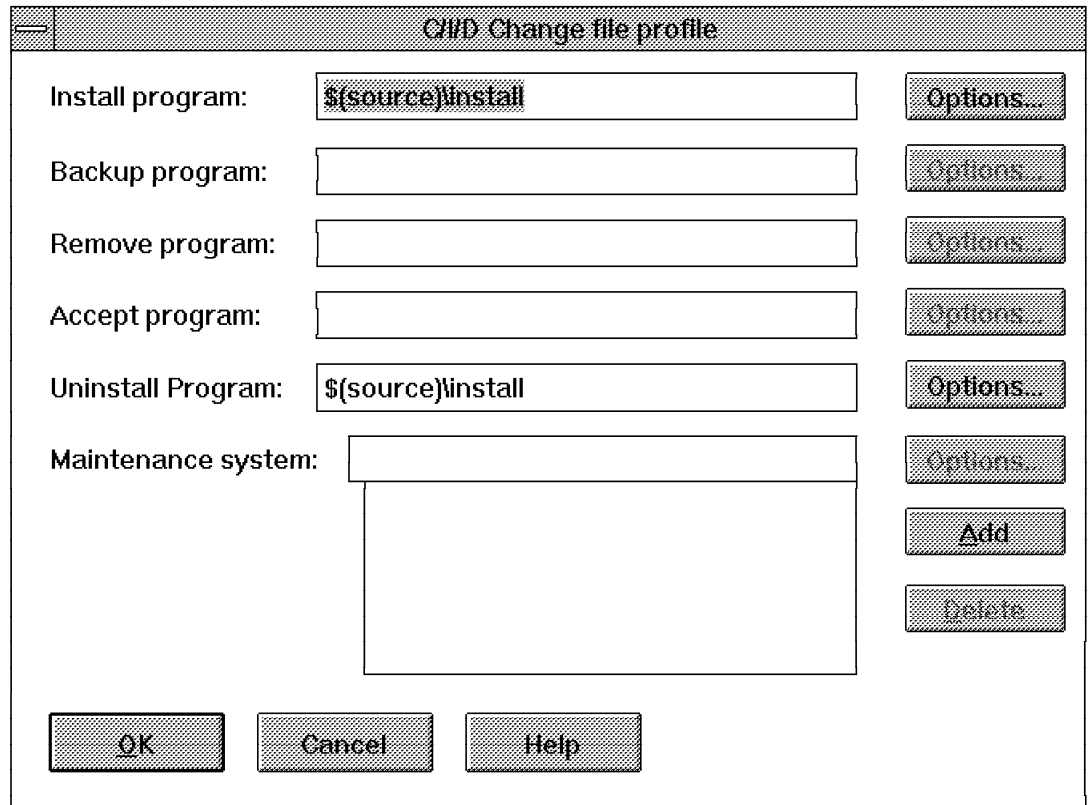 C/I/D Change file profile
Install program: $(source)\install Options...
Backup program: Options...
Remove program: Options...
Accept program: Options...
Uninstall Program: $(source)\install Options...
Maintenance system: Options...
Add
Delete
OK Cancel Help